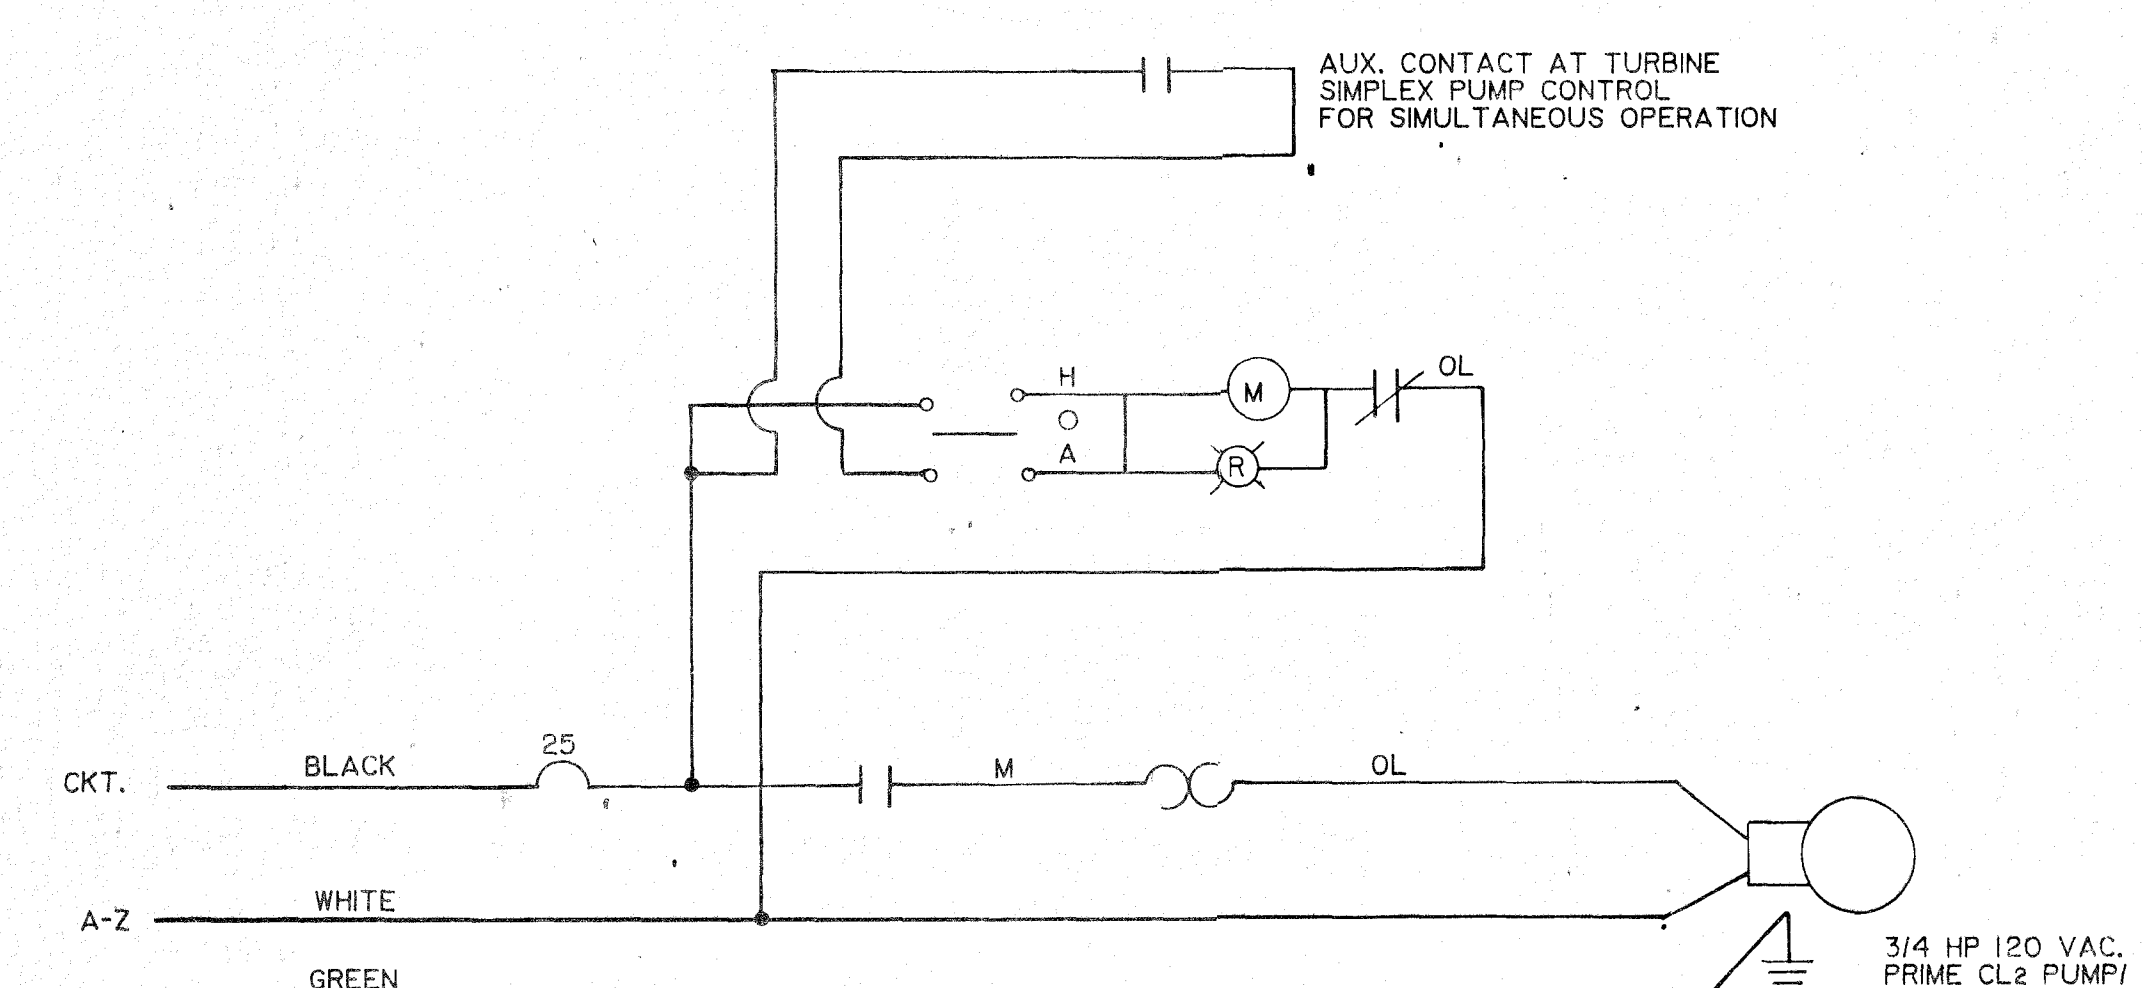 AUX. CONTACT AT TURBINE
SIMPLEX PUMP CONTROL
FOR SIMULTANEOUS OPERATION
H
O
A
M
R
OL
25
CKT.
BLACK
M
OL
A-Z
WHITE
GREEN
3/4 HP 120 VAC.
PRIME CL2 PUMP/